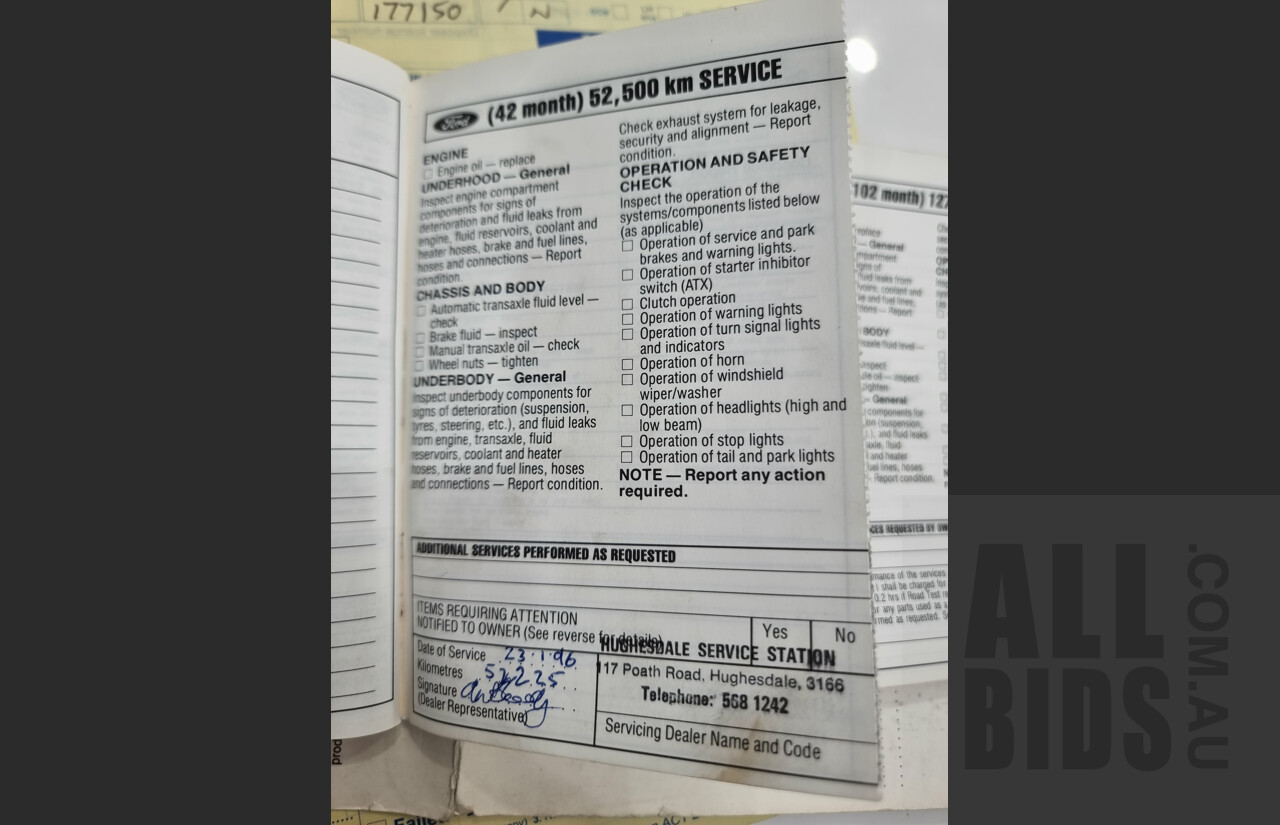 177150
N
Ford (42 month) 52,500 km SERVICE
ENGINE
Engine oil — replace
UNDERHOOD — General
Inspect engine compartment
components for signs of
deterioration and fluid leaks from
engine, fluid reservoirs, coolant and
heater hoses, brake and fuel lines,
hoses and connections — Report
condition.
CHASSIS AND BODY
Automatic transaxle fluid level —
check
Brake fluid — inspect
Manual transaxle oil — check
Wheel nuts — tighten
UNDERBODY — General
Inspect underbody components for
signs of deterioration (suspension,
tyres, steering, etc.), and fluid leaks
from engine, transaxle, fluid
reservoirs, coolant and heater
hoses, brake and fuel lines, hoses
and connections — Report condition.
Check exhaust system for leakage,
security and alignment — Report
condition.
OPERATION AND SAFETY
CHECK
Inspect the operation of the
systems/components listed below
(as applicable)
Operation of service and park
brakes and warning lights.
Operation of starter inhibitor
switch (ATX)
Clutch operation
Operation of warning lights
Operation of turn signal lights
and indicators
Operation of horn
Operation of windshield
wiper/washer
Operation of headlights (high and
low beam)
Operation of stop lights
Operation of tail and park lights
NOTE — Report any action
required.
ADDITIONAL SERVICES PERFORMED AS REQUESTED
ITEMS REQUIRING ATTENTION
NOTIFIED TO OWNER (See reverse for details)
Yes No
Date of Service 23.1.96
Kilometres
Signature
(Dealer Representative)
HUGHESDALE SERVICE STATION
117 Poath Road, Hughesdale, 3166
Telephone: 568 1242
Servicing Dealer Name and Code
102 month) 127
— General
BODY
— General
prod
ALL
BIDS
.COM.AU